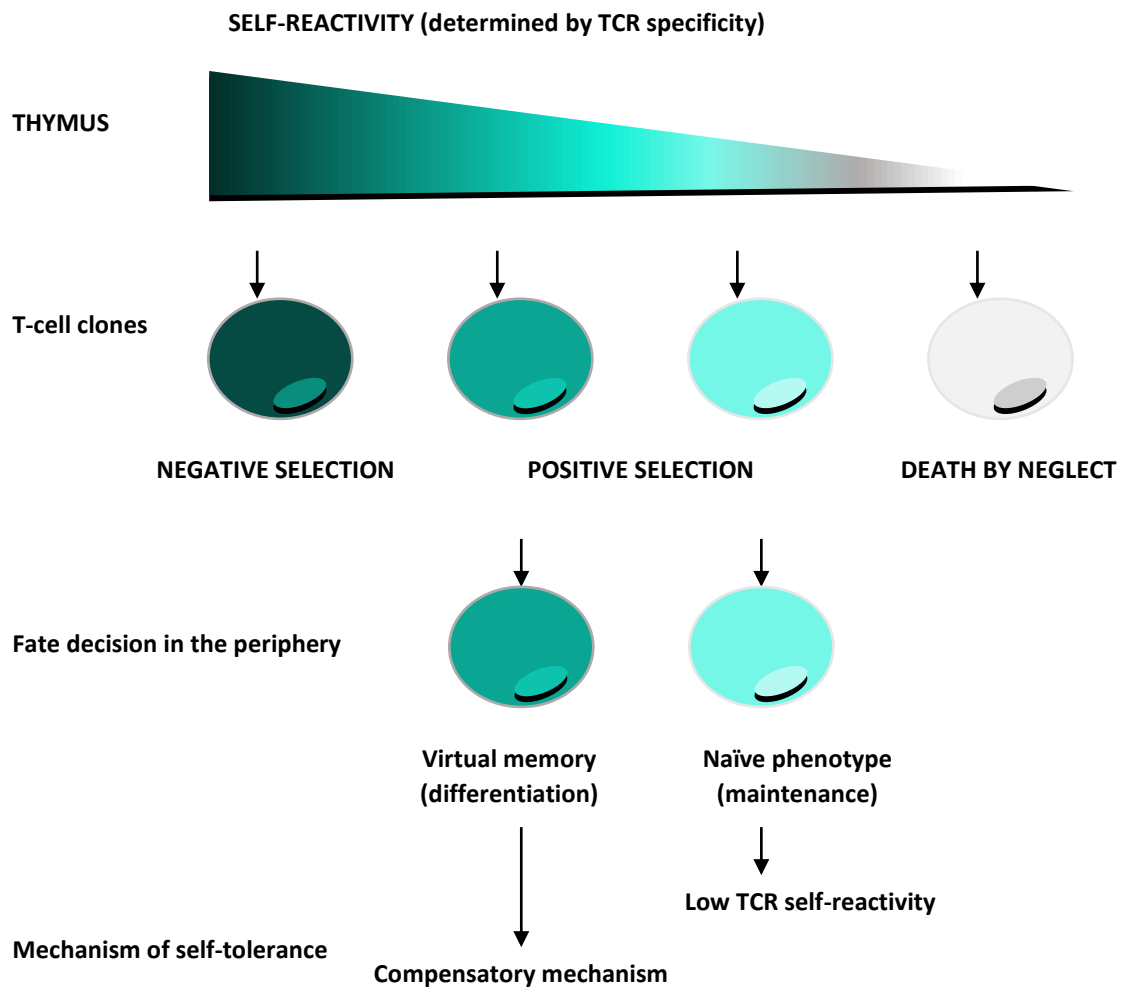 SELF-REACTIVITY (determined by TCR specificity)
THYMUS
T-cell clones
NEGATIVE SELECTION
POSITIVE SELECTION
DEATH BY NEGLECT
Fate decision in the periphery
Virtual memory
(differentiation)
Naïve phenotype
(maintenance)
Low TCR self-reactivity
Mechanism of self-tolerance
Compensatory mechanism